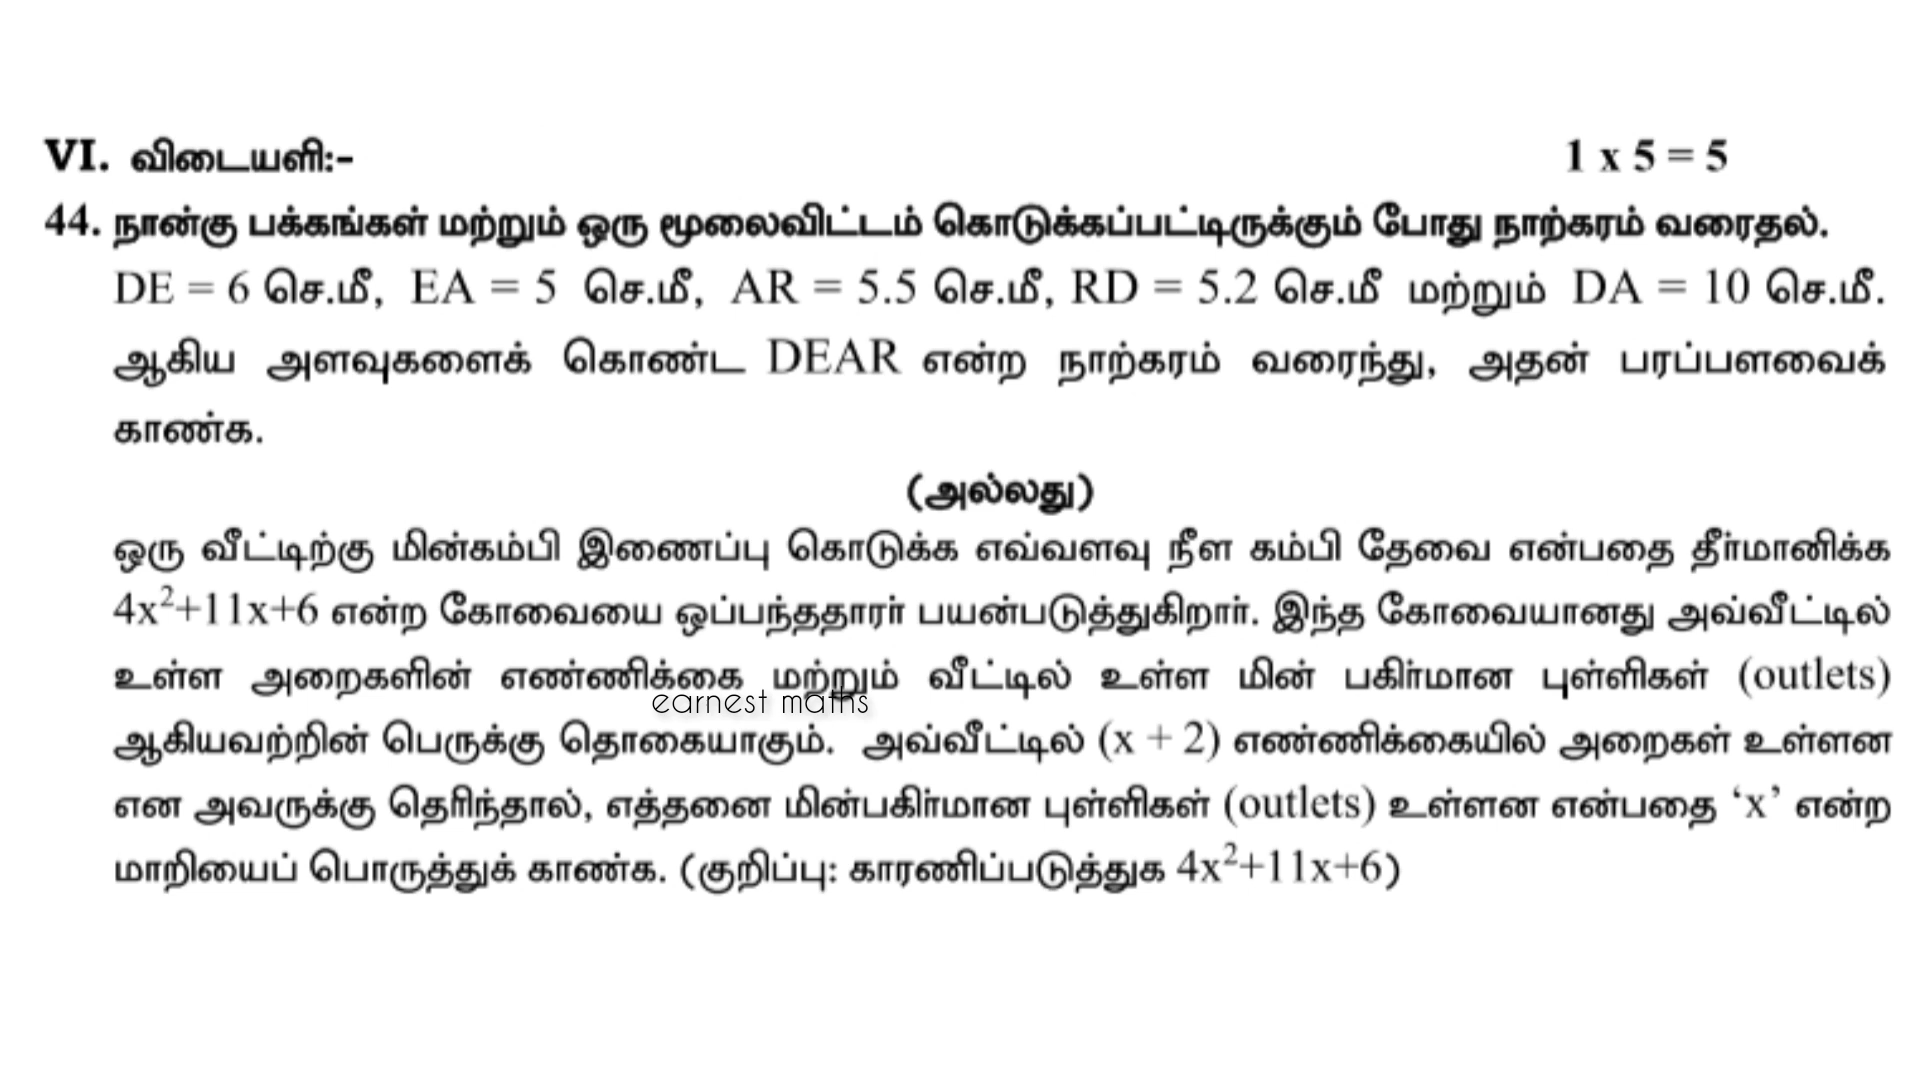 VI. விடையளி:- 1 x 5 = 5
44. நான்கு பக்கங்கள் மற்றும் ஒரு மூலைவிட்டம் கொடுக்கப்பட்டிருக்கும் போது நாற்கரம் வரைதல்.
DE = 6 செ.மீ, EA = 5 செ.மீ, AR = 5.5 செ.மீ, RD = 5.2 செ.மீ மற்றும் DA = 10 செ.மீ.
ஆகிய அளவுகளைக் கொண்ட DEAR என்ற நாற்கரம் வரைந்து, அதன் பரப்பளவைக்
காண்க.
(அல்லது)
ஒரு வீட்டிற்கு மின்கம்பி இணைப்பு கொடுக்க எவ்வளவு நீள கம்பி தேவை என்பதை தீர்மானிக்க
4x²+11x+6 என்ற கோவையை ஒப்பந்ததாரர் பயன்படுத்துகிறார். இந்த கோவையானது அவ்வீட்டில்
உள்ள அறைகளின் எண்ணிக்கை மற்றும் வீட்டில் உள்ள மின் பகிர்மான புள்ளிகள் (outlets)
earnest maths
ஆகியவற்றின் பெருக்கு தொகையாகும். அவ்வீட்டில் (x + 2) எண்ணிக்கையில் அறைகள் உள்ளன
என அவருக்கு தெரிந்தால், எத்தனை மின்பகிர்மான புள்ளிகள் (outlets) உள்ளன என்பதை ‘x’ என்ற
மாறியைப் பொருத்துக் காண்க. (குறிப்பு: காரணிப்படுத்துக 4x²+11x+6)